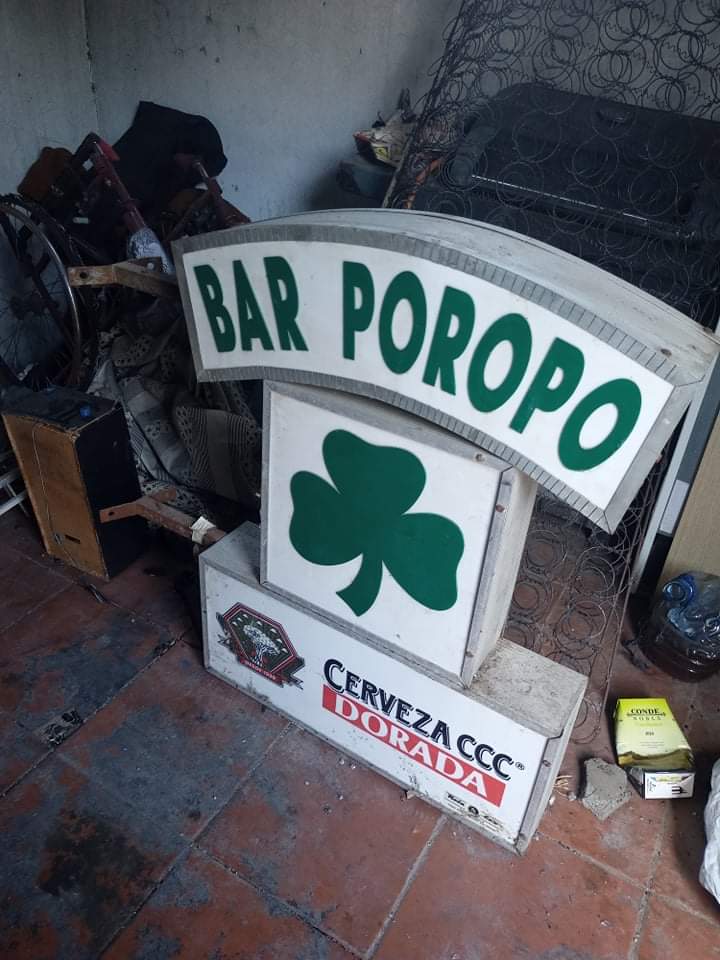 BAR POROPO
CERVEZA CCC®
DORADA
CONDE
NOBLE